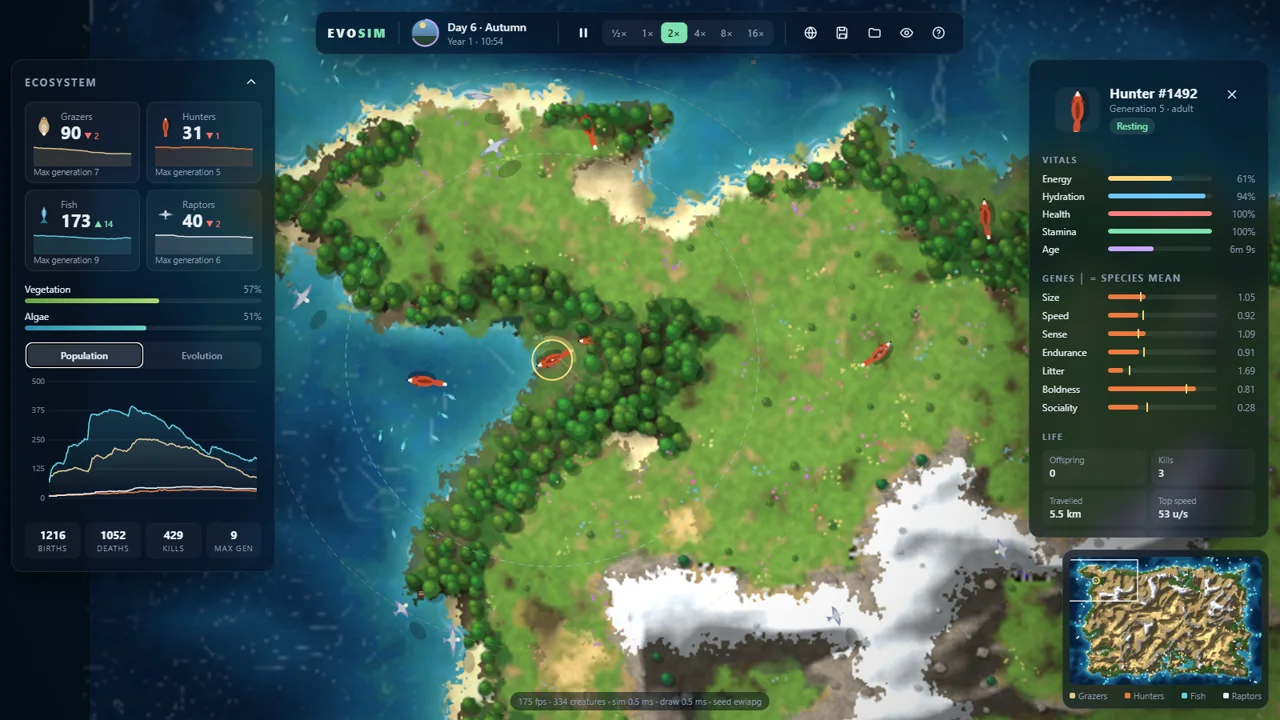 EVOSIM
Day 6 · Autumn
Year 1 · 10:54
½× 1× 2× 4× 8× 16×
ECOSYSTEM
Grazers
90 ▼ 2
Max generation 7
Hunters
31 ▼ 1
Max generation 5
Fish
173 ▲ 14
Max generation 9
Raptors
40 ▼ 2
Max generation 6
Vegetation 57%
Algae 51%
Population Evolution
500
375
250
125
0
1216 BIRTHS
1052 DEATHS
429 KILLS
9 MAX GEN
Hunter #1492
Generation 5 · adult
Resting
VITALS
Energy 61%
Hydration 94%
Health 100%
Stamina 100%
Age 6m 9s
GENES | = SPECIES MEAN
Size 1.05
Speed 0.92
Sense 1.09
Endurance 0.91
Litter 1.69
Boldness 0.81
Sociality 0.28
LIFE
Offspring
0
Kills
3
Travelled
5.5 km
Top speed
53 u/s
Grazers Hunters Fish Raptors
175 fps · 334 creatures · sim 0.5 ms · draw 0.5 ms · seed ewiapg